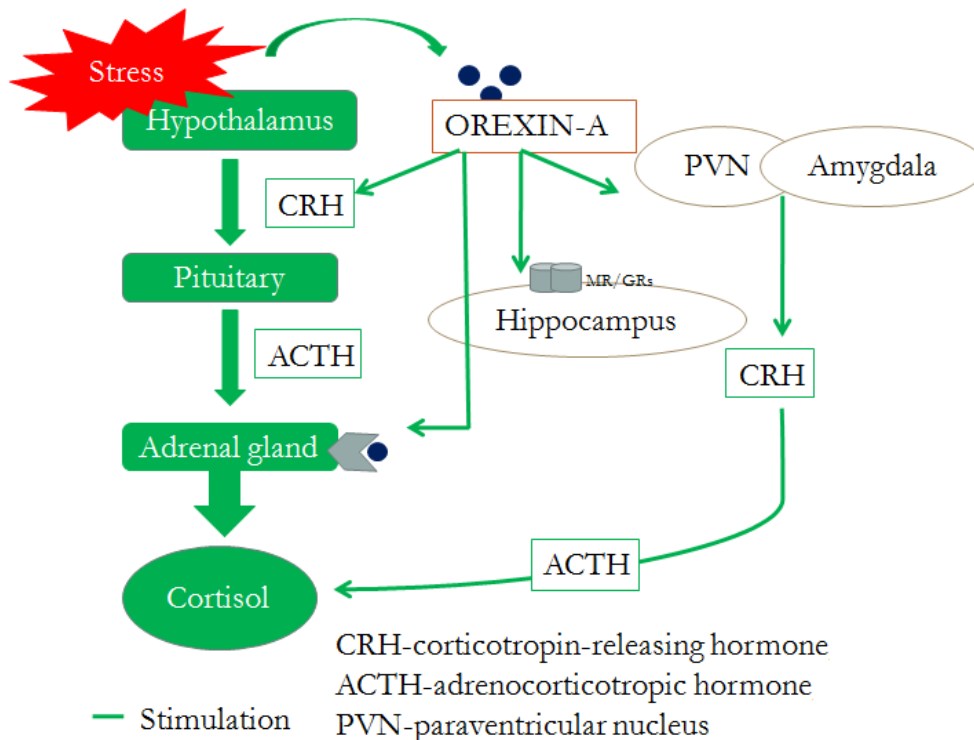 Stress
Hypothalamus
OREXIN-A
PVN
Amygdala
CRH
Pituitary
MR/GRs
Hippocampus
ACTH
CRH
Adrenal gland
ACTH
Cortisol
CRH-corticotropin-releasing hormone
ACTH-adrenocorticotropic hormone
PVN-paraventricular nucleus
Stimulation